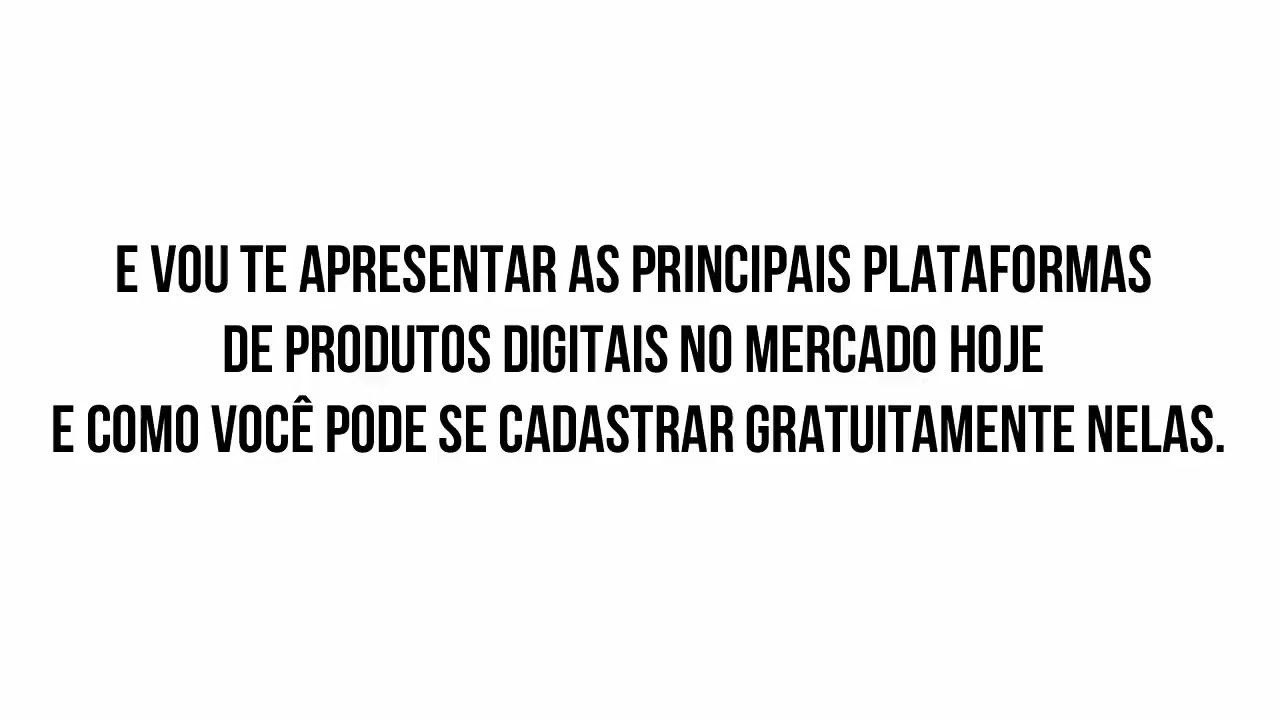 E VOU TE APRESENTAR AS PRINCIPAIS PLATAFORMAS
DE PRODUTOS DIGITAIS NO MERCADO HOJE
E COMO VOCÊ PODE SE CADASTRAR GRATUITAMENTE NELAS.